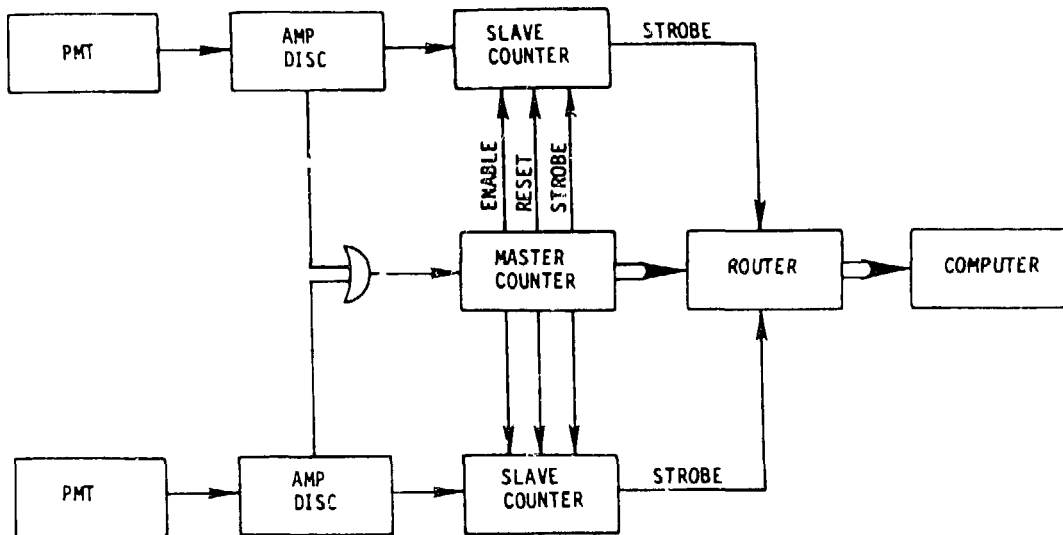 PMT
AMP
DISC
SLAVE
COUNTER
STROBE
ENABLE
RESET
STROBE
MASTER
COUNTER
ROUTER
COMPUTER
PMT
AMP
DISC
SLAVE
COUNTER
STROBE